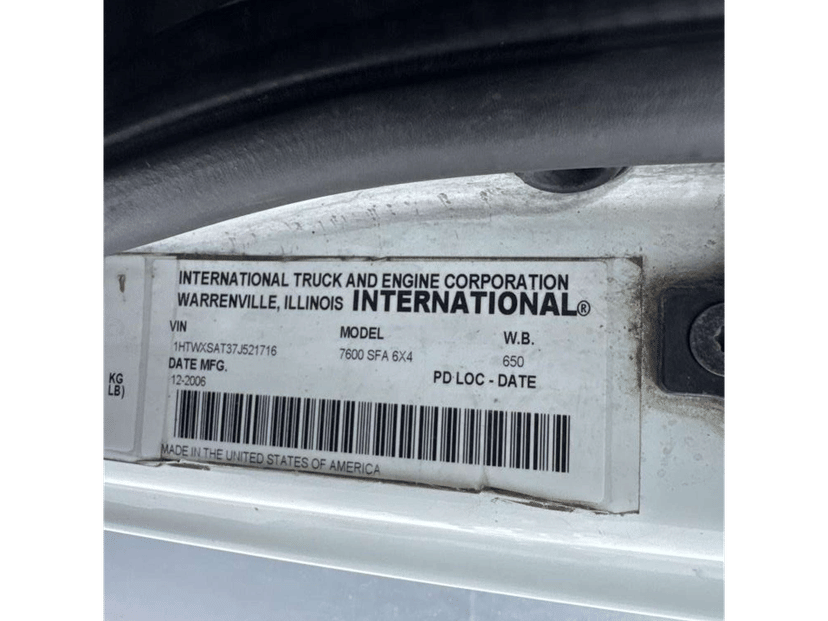 INTERNATIONAL TRUCK AND ENGINE CORPORATION
WARRENVILLE, ILLINOIS INTERNATIONAL®
VIN MODEL W.B.
1HTWXSAT37J521716 7600 SFA 6X4 650
DATE MFG. PD LOC - DATE
12-2006
KG
LB)
MADE IN THE UNITED STATES OF AMERICA